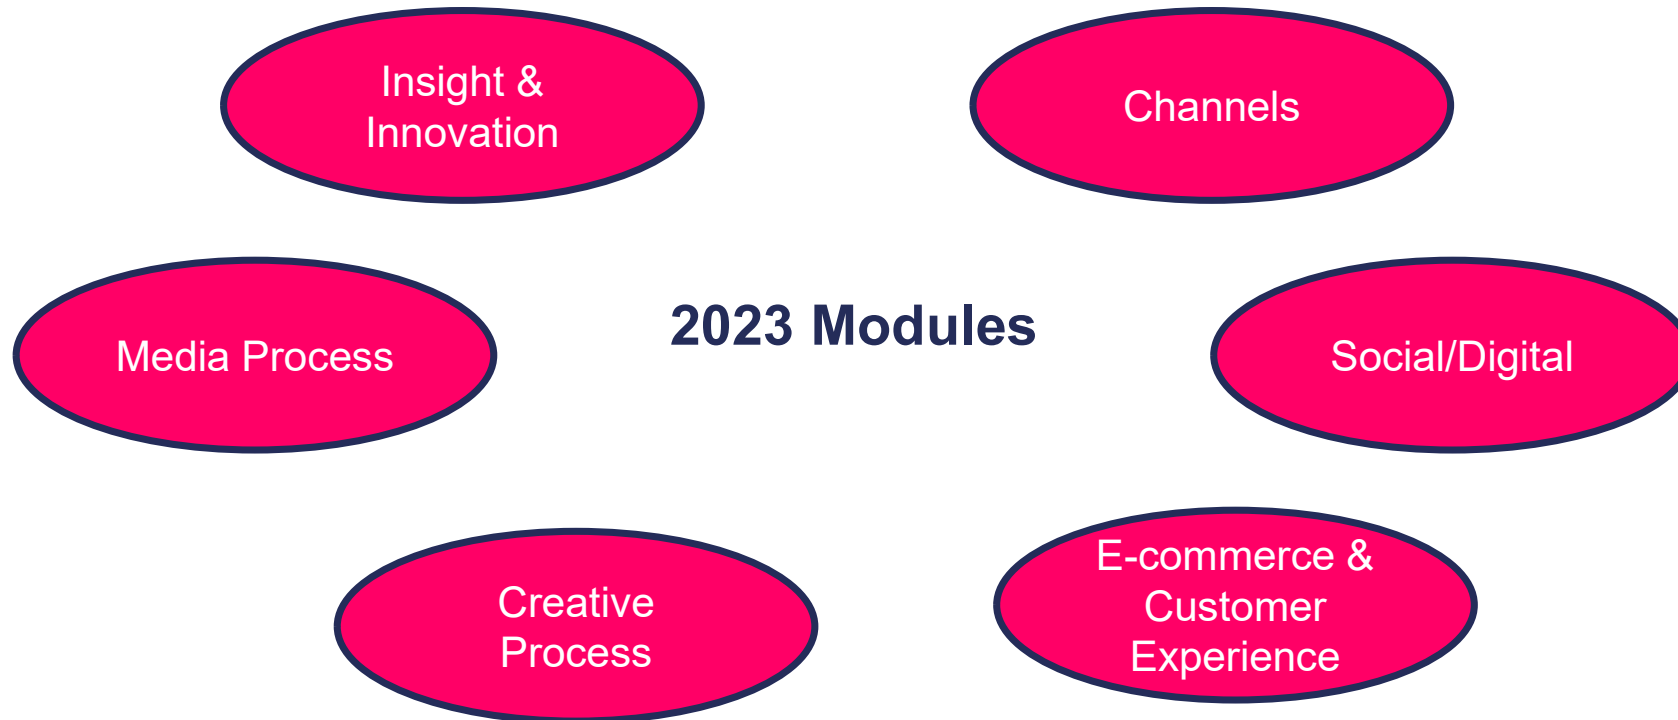 Insight &
Innovation
Channels
2023 Modules
Media Process
Social/Digital
Creative
Process
E-commerce &
Customer
Experience